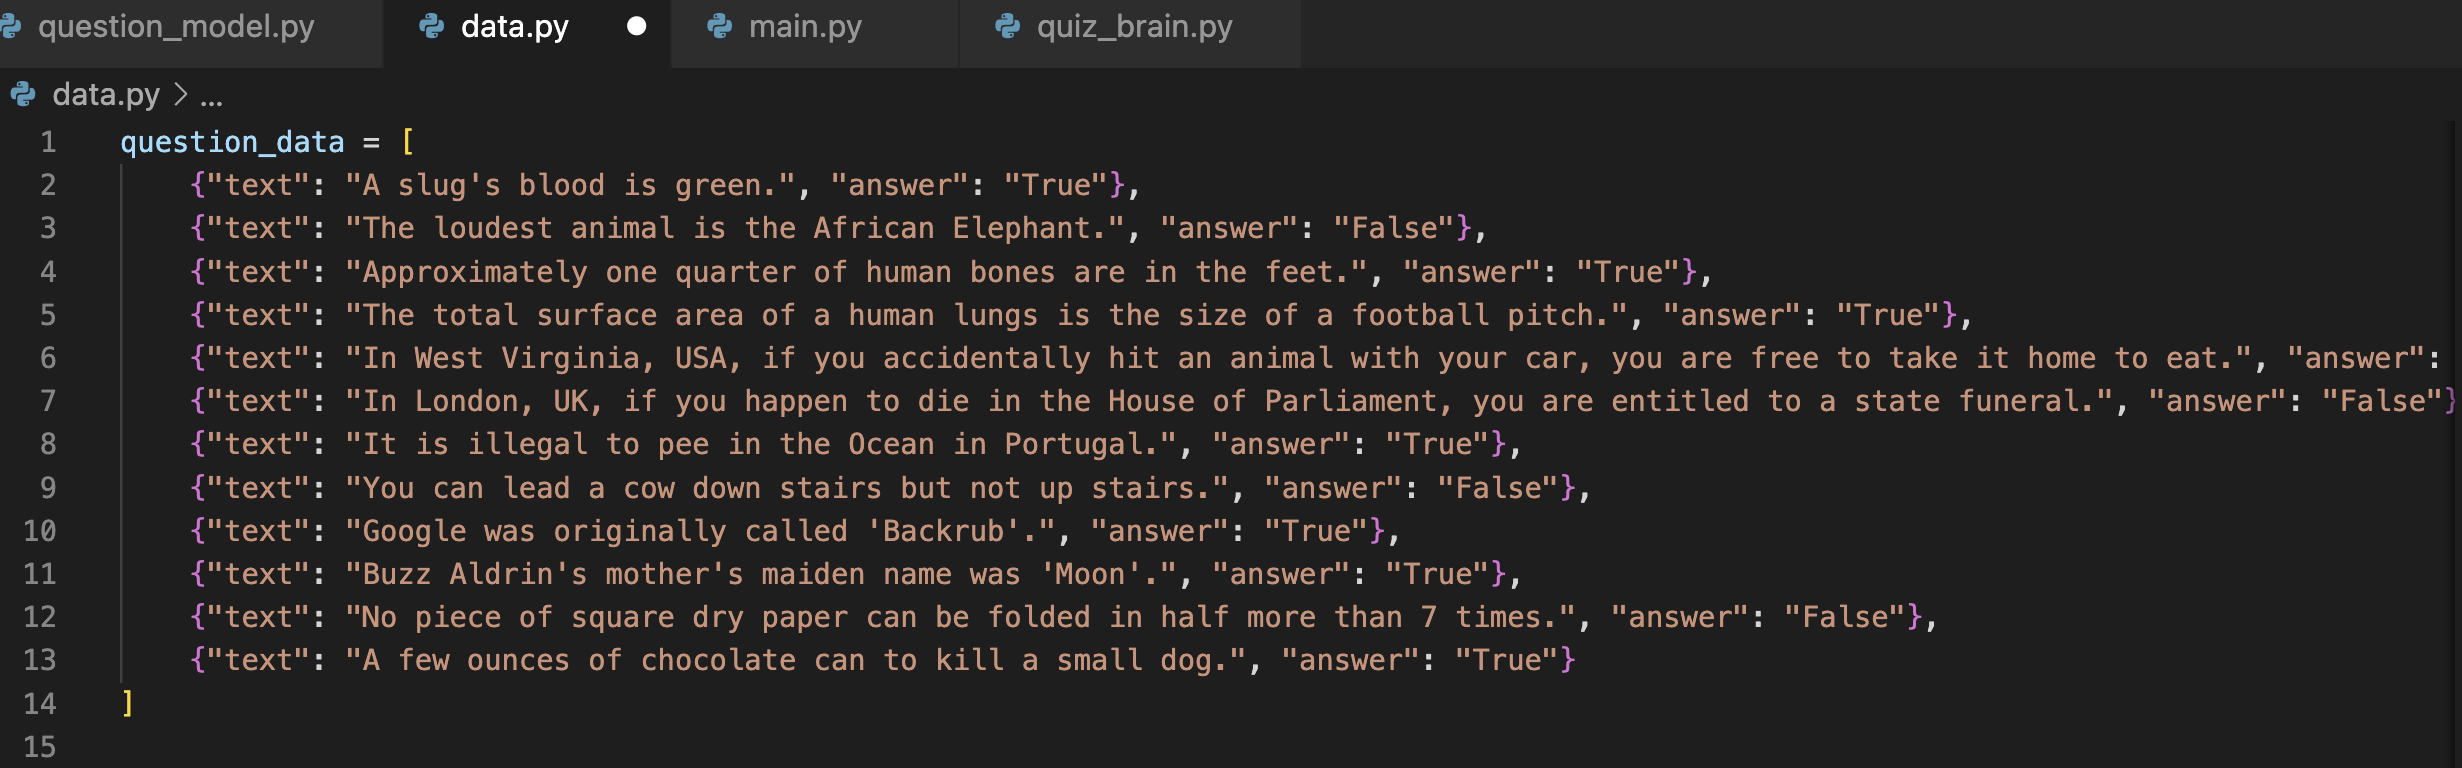 question_model.py data.py main.py quiz_brain.py
data.py > ...
1 question_data = [
2     {"text": "A slug's blood is green.", "answer": "True"},
3     {"text": "The loudest animal is the African Elephant.", "answer": "False"},
4     {"text": "Approximately one quarter of human bones are in the feet.", "answer": "True"},
5     {"text": "The total surface area of a human lungs is the size of a football pitch.", "answer": "True"},
6     {"text": "In West Virginia, USA, if you accidentally hit an animal with your car, you are free to take it home to eat.", "answer":
7     {"text": "In London, UK, if you happen to die in the House of Parliament, you are entitled to a state funeral.", "answer": "False"}
8     {"text": "It is illegal to pee in the Ocean in Portugal.", "answer": "True"},
9     {"text": "You can lead a cow down stairs but not up stairs.", "answer": "False"},
10     {"text": "Google was originally called 'Backrub'.", "answer": "True"},
11     {"text": "Buzz Aldrin's mother's maiden name was 'Moon'.", "answer": "True"},
12     {"text": "No piece of square dry paper can be folded in half more than 7 times.", "answer": "False"},
13     {"text": "A few ounces of chocolate can to kill a small dog.", "answer": "True"}
14 ]
15